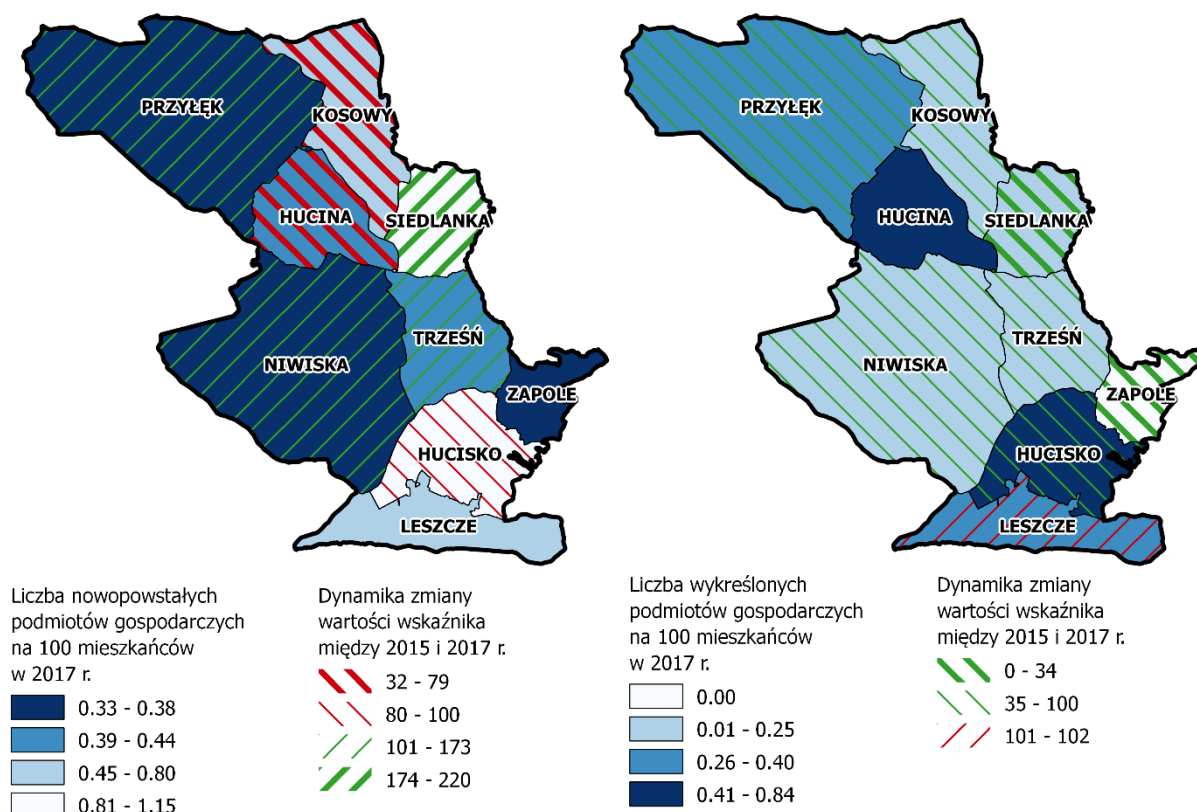 PRZYŁĘK
KOSOWY
HUCINA
SIEDLANKA
TRZEŚŃ
NIWISKA
ZAPOLE
HUCISKO
LESZCZE
PRZYŁĘK
KOSOWY
HUCINA
SIEDLANKA
TRZEŚŃ
NIWISKA
ZAPOLE
HUCISKO
LESZCZE
Liczba nowopowstałych
podmiotów gospodarczych
na 100 mieszkańców
w 2017 r.
0.33 - 0.38
0.39 - 0.44
0.45 - 0.80
0.81 - 1.15
Dynamika zmiany
wartości wskaźnika
między 2015 i 2017 r.
32 - 79
80 - 100
101 - 173
174 - 220
Liczba wykreślonych
podmiotów gospodarczych
na 100 mieszkańców
w 2017 r.
0.00
0.01 - 0.25
0.26 - 0.40
0.41 - 0.84
Dynamika zmiany
wartości wskaźnika
między 2015 i 2017 r.
0 - 34
35 - 100
101 - 102